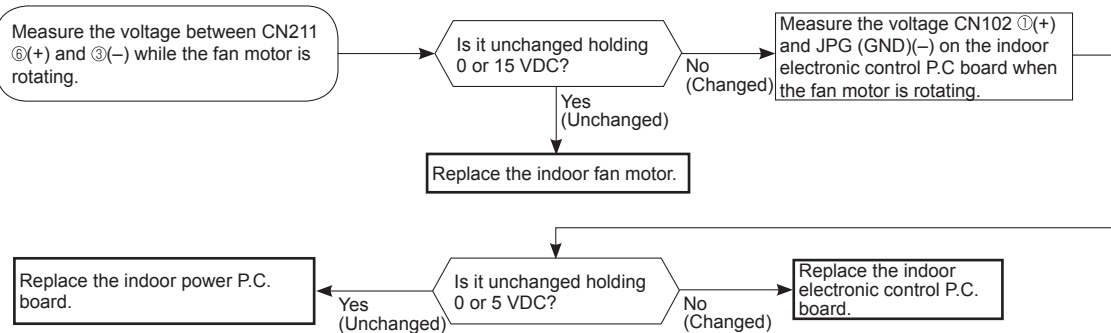 Measure the voltage between CN211
⑥(+) and ③(–) while the fan motor is
rotating.
Is it unchanged holding
0 or 15 VDC?
No
(Changed)
Measure the voltage CN102 ①(+)
and JPG (GND)(–) on the indoor
electronic control P.C board when
the fan motor is rotating.
Yes
(Unchanged)
Replace the indoor fan motor.
Replace the indoor power P.C.
board.
Yes
(Unchanged)
Is it unchanged holding
0 or 5 VDC?
No
(Changed)
Replace the indoor
electronic control P.C.
board.